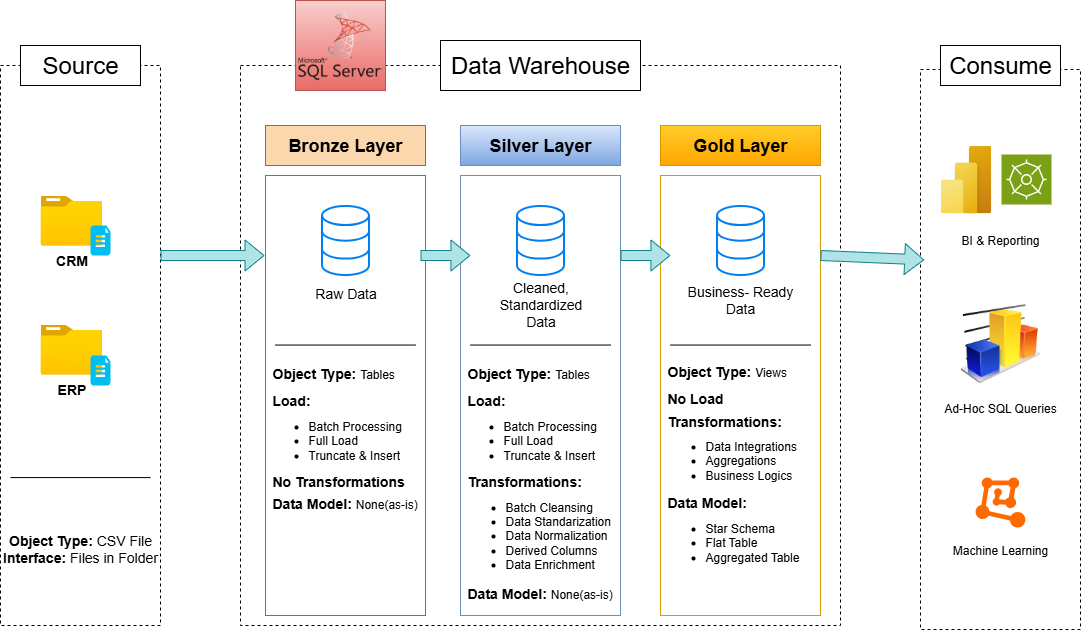 Source
CRM
ERP
Object Type: CSV File
Interface: Files in Folder
Microsoft®
SQL Server
Data Warehouse
Bronze Layer
Raw Data
Object Type: Tables
Load:
• Batch Processing
• Full Load
• Truncate & Insert
No Transformations
Data Model: None(as-is)
Silver Layer
Cleaned,
Standardized
Data
Object Type: Tables
Load:
• Batch Processing
• Full Load
• Truncate & Insert
Transformations:
• Batch Cleansing
• Data Standarization
• Data Normalization
• Derived Columns
• Data Enrichment
Data Model: None(as-is)
Gold Layer
Business- Ready
Data
Object Type: Views
No Load
Transformations:
• Data Integrations
• Aggregations
• Business Logics
Data Model:
• Star Schema
• Flat Table
• Aggregated Table
Consume
BI & Reporting
Ad-Hoc SQL Queries
Machine Learning